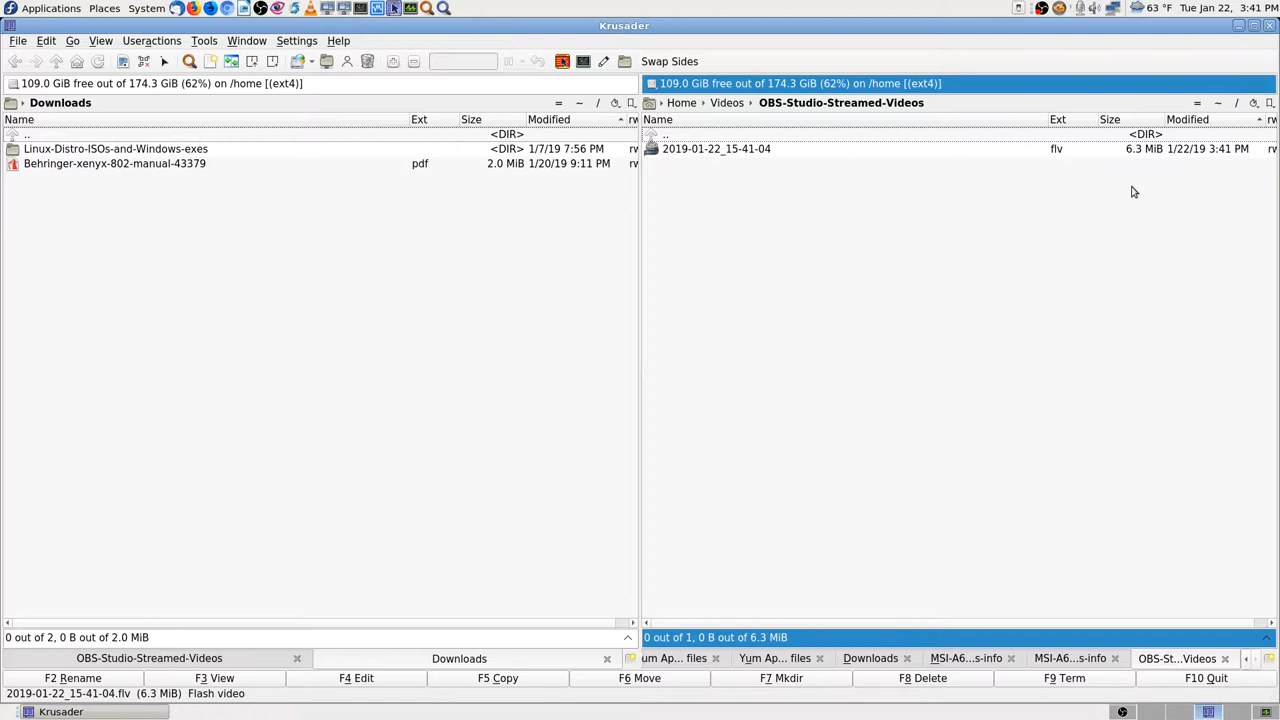 Applications Places System 63 °F Tue Jan 22, 3:41 PM
Krusader
File Edit Go View Useractions Tools Window Settings Help
Swap Sides
109.0 GiB free out of 174.3 GiB (62%) on /home [(ext4)]
109.0 GiB free out of 174.3 GiB (62%) on /home [(ext4)]
Downloads = ~ /
Home Videos OBS-Studio-Streamed-Videos = ~ /
Name Ext Size Modified rw
Name Ext Size Modified rw
.. <DIR>
.. <DIR>
Linux-Distro-ISOs-and-Windows-exes <DIR> 1/7/19 7:56 PM rw
2019-01-22_15-41-04 flv 6.3 MiB 1/22/19 3:41 PM rw
Behringer-xenyx-802-manual-43379 pdf 2.0 MiB 1/20/19 9:11 PM rw
0 out of 2, 0 B out of 2.0 MiB
0 out of 1, 0 B out of 6.3 MiB
OBS-Studio-Streamed-Videos Downloads
um Ap... files Yum Ap... files Downloads MSI-A6...s-info MSI-A6...s-info OBS-St...Videos
F2 Rename F3 View F4 Edit F5 Copy F6 Move F7 Mkdir F8 Delete F9 Term F10 Quit
2019-01-22_15-41-04.flv (6.3 MiB) Flash video
Krusader